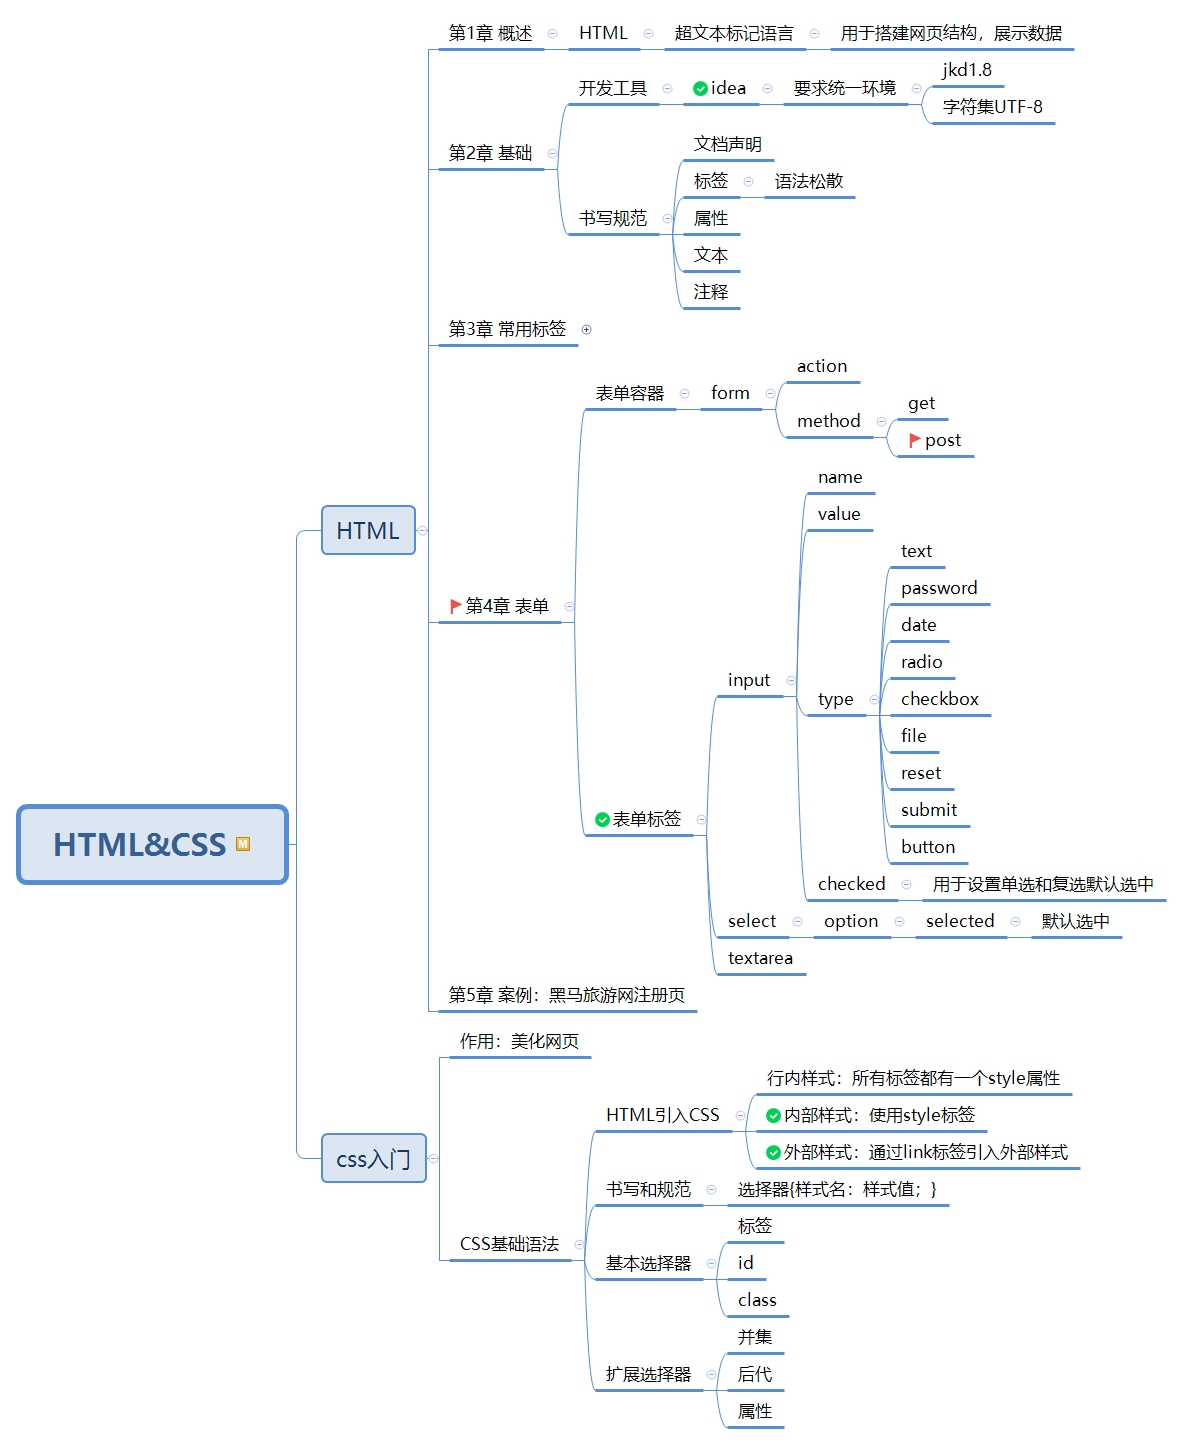 HTML&CSS
M
HTML
第1章 概述
HTML
超文本标记语言
用于搭建网页结构，展示数据
第2章 基础
开发工具
idea
要求统一环境
jkd1.8
字符集UTF-8
书写规范
文档声明
标签
语法松散
属性
文本
注释
第3章 常用标签
第4章 表单
表单容器
form
action
method
get
post
表单标签
input
name
value
type
text
password
date
radio
checkbox
file
reset
submit
button
checked
用于设置单选和复选默认选中
select
option
selected
默认选中
textarea
第5章 案例：黑马旅游网注册页
css入门
作用：美化网页
CSS基础语法
HTML引入CSS
行内样式：所有标签都有一个style属性
内部样式：使用style标签
外部样式：通过link标签引入外部样式
书写和规范
选择器{样式名：样式值；}
基本选择器
标签
id
class
扩展选择器
并集
后代
属性